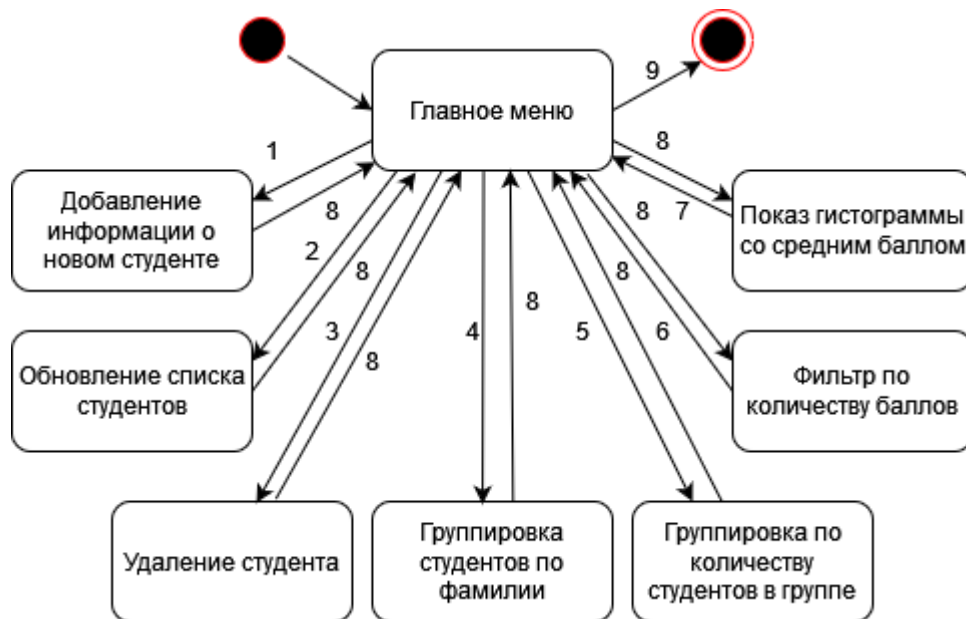 9
Главное меню
1
8
Добавление
информации о
новом студенте
8
7
Показ гистограммы
со средним баллом
2
8
8
8
3
8
4
8
5
6
Обновление списка
студентов
Фильтр по
количеству баллов
Удаление студента
Группировка
студентов по
фамилии
Группировка по
количеству
студентов в группе